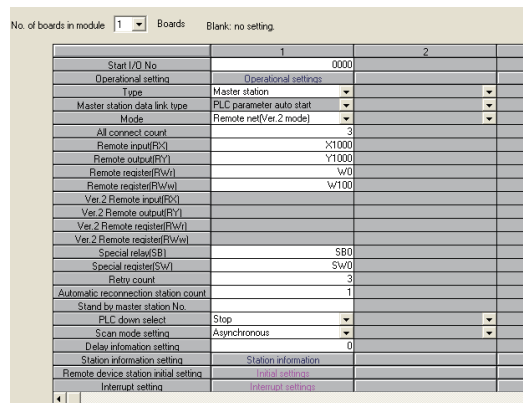 No. of boards in module 1 Boards Blank: no setting.
1 2
Start I/O No 0000
Operational setting Operational settings
Type Master station
Master station data link type PLC parameter auto start
Mode Remote net(Ver.2 mode)
All connect count 3
Remote input(RX) X1000
Remote output(RY) Y1000
Remote register(RWr) W0
Remote register(RWw) W100
Ver.2 Remote input(RX)
Ver.2 Remote output(RY)
Ver.2 Remote register(RWr)
Ver.2 Remote register(RWw)
Special relay(SB) SB0
Special register(SW) SW0
Retry count 3
Automatic reconnection station count 1
Stand by master station No.
PLC down select Stop
Scan mode setting Asynchronous
Delay infomation setting 0
Station information setting Station information
Remote device station initial setting Initial settings
Interrupt setting Interrupt settings